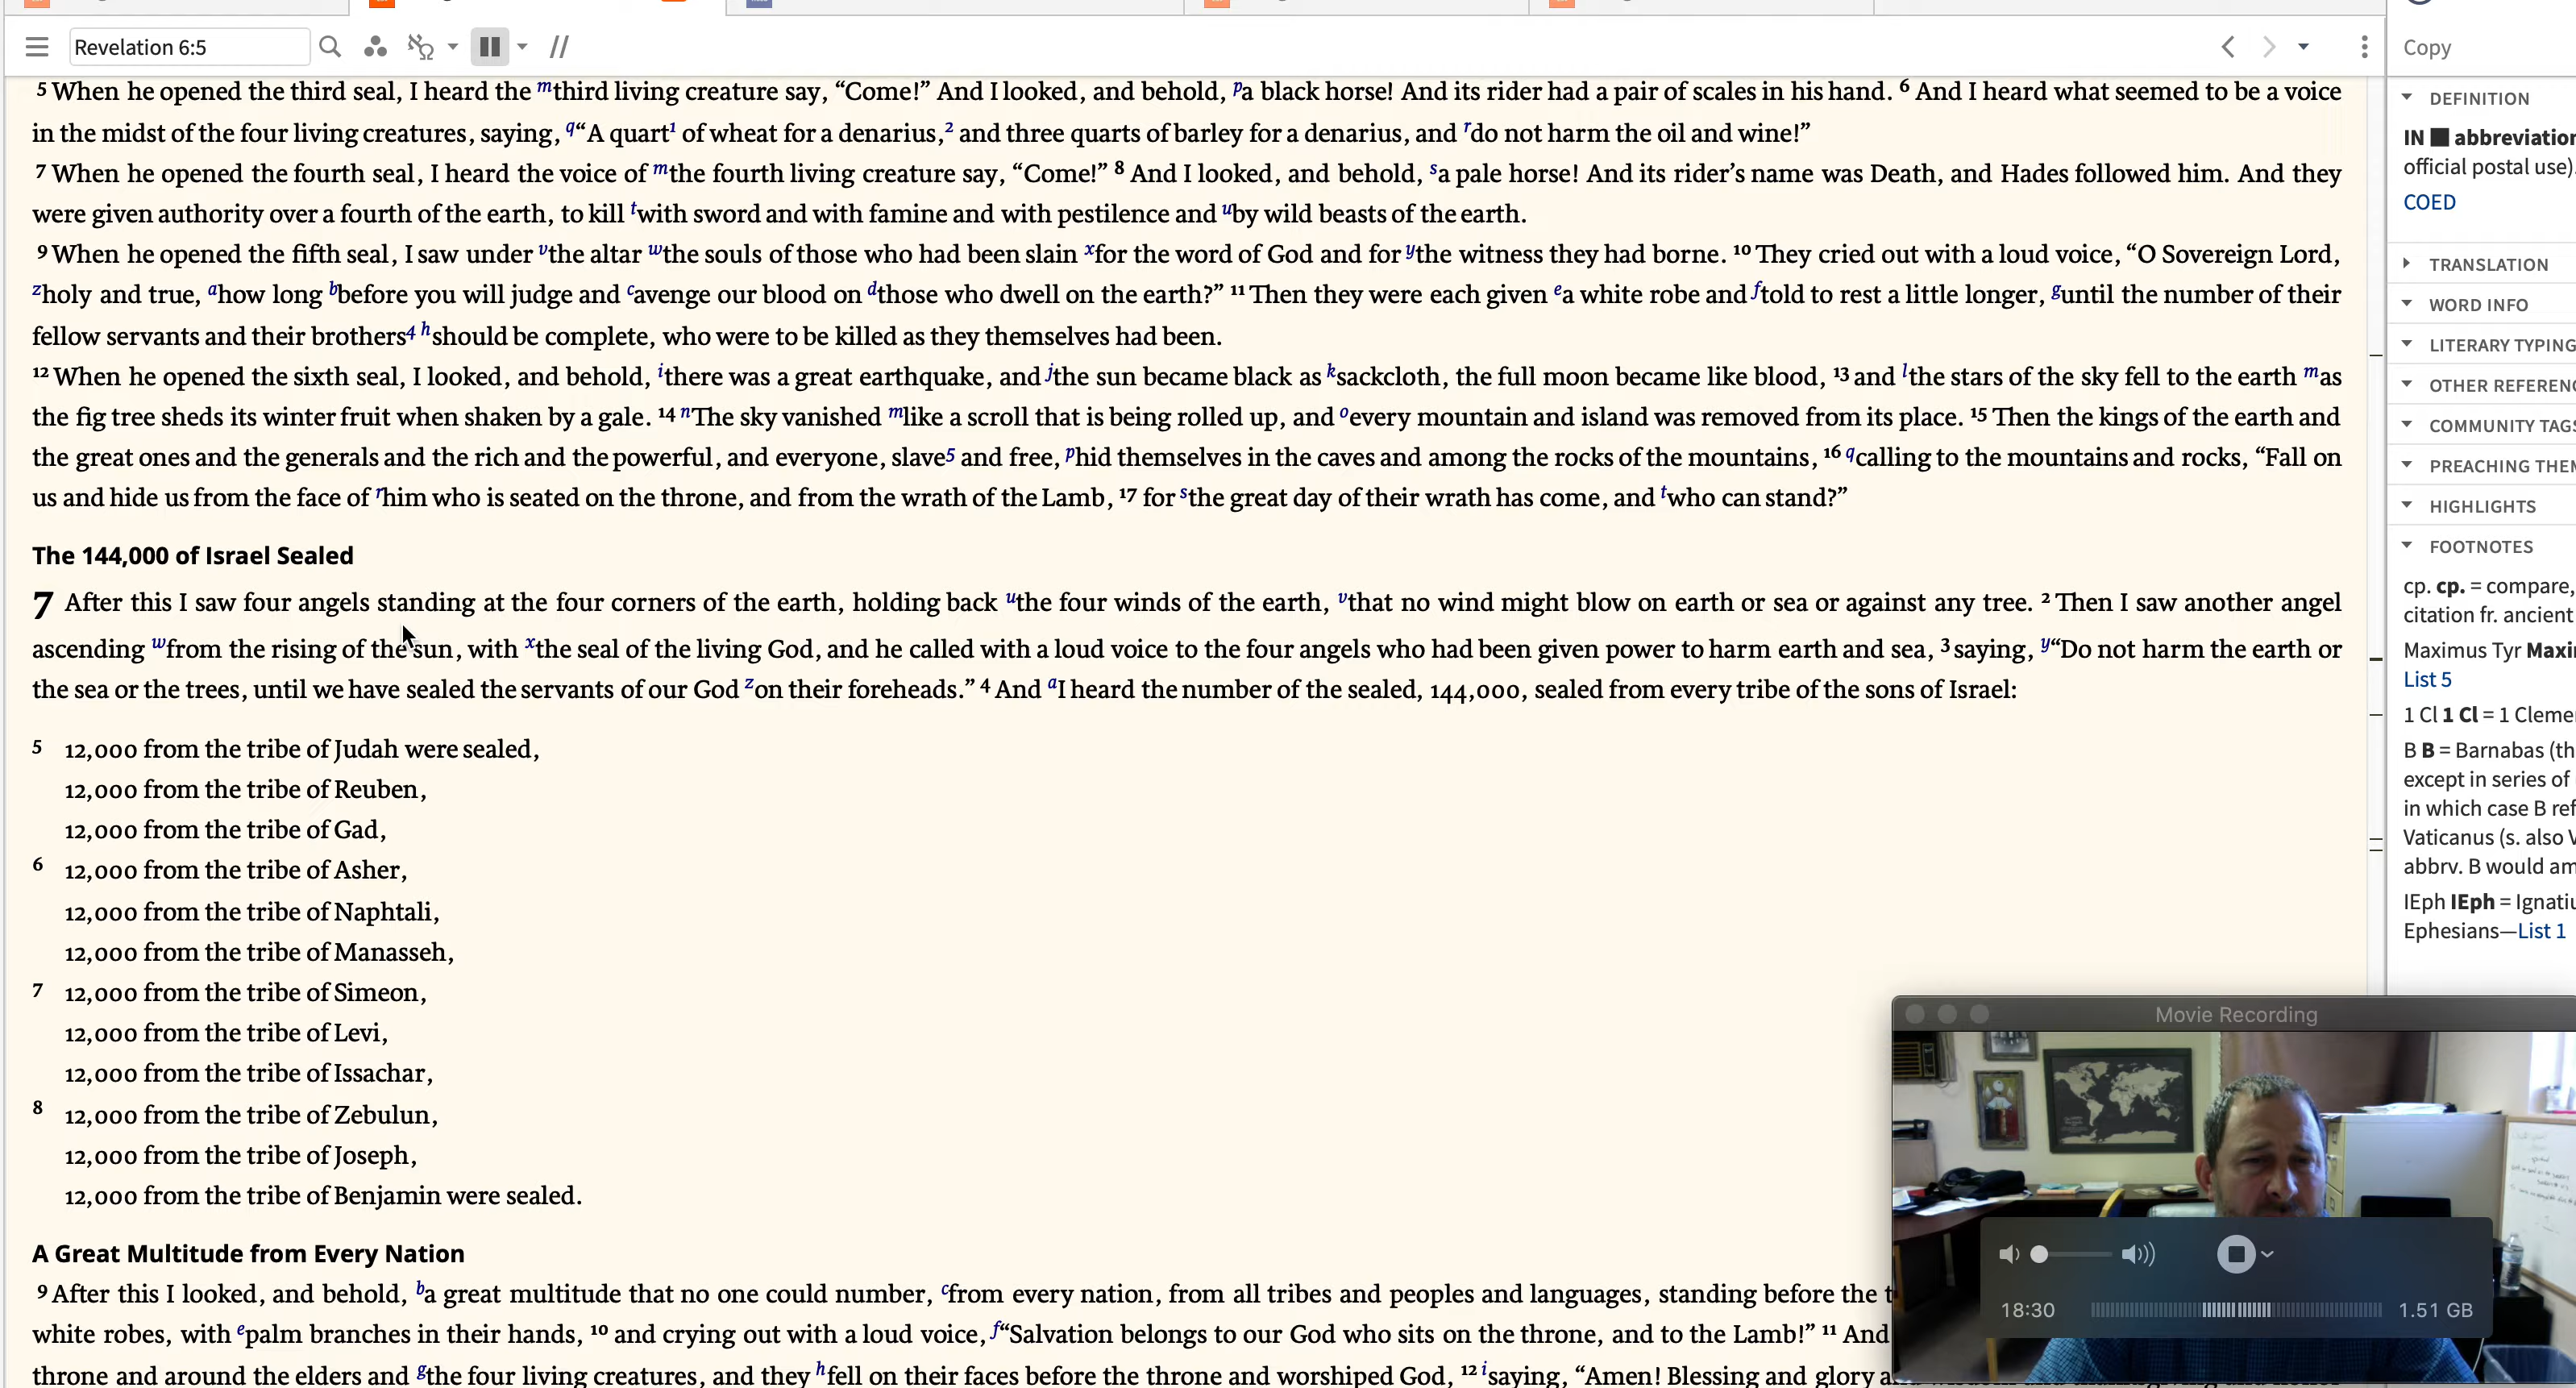 Revelation 6:5
Copy
5 When he opened the third seal, I heard the m third living creature say, “Come!” And I looked, and behold, p a black horse! And its rider had a pair of scales in his hand. 6 And I heard what seemed to be a voice
in the midst of the four living creatures, saying, q “A quart1 of wheat for a denarius,2 and three quarts of barley for a denarius, and r do not harm the oil and wine!”
7 When he opened the fourth seal, I heard the voice of m the fourth living creature say, “Come!” 8 And I looked, and behold, s a pale horse! And its rider’s name was Death, and Hades followed him. And they
were given authority over a fourth of the earth, to kill t with sword and with famine and with pestilence and u by wild beasts of the earth.
9 When he opened the fifth seal, I saw under v the altar w the souls of those who had been slain x for the word of God and for y the witness they had borne. 10 They cried out with a loud voice, “O Sovereign Lord,
z holy and true, a how long b before you will judge and c avenge our blood on d those who dwell on the earth?” 11 Then they were each given e a white robe and f told to rest a little longer, g until the number of their
fellow servants and their brothers4 h should be complete, who were to be killed as they themselves had been.
12 When he opened the sixth seal, I looked, and behold, i there was a great earthquake, and j the sun became black as k sackcloth, the full moon became like blood, 13 and l the stars of the sky fell to the earth m as
the fig tree sheds its winter fruit when shaken by a gale. 14 n The sky vanished m like a scroll that is being rolled up, and o every mountain and island was removed from its place. 15 Then the kings of the earth and
the great ones and the generals and the rich and the powerful, and everyone, slave5 and free, p hid themselves in the caves and among the rocks of the mountains, 16 q calling to the mountains and rocks, “Fall on
us and hide us from the face of r him who is seated on the throne, and from the wrath of the Lamb, 17 for s the great day of their wrath has come, and t who can stand?”
The 144,000 of Israel Sealed
7 After this I saw four angels standing at the four corners of the earth, holding back u the four winds of the earth, v that no wind might blow on earth or sea or against any tree. 2 Then I saw another angel
ascending w from the rising of the sun, with x the seal of the living God, and he called with a loud voice to the four angels who had been given power to harm earth and sea, 3 saying, y “Do not harm the earth or
the sea or the trees, until we have sealed the servants of our God z on their foreheads.” 4 And a I heard the number of the sealed, 144,000, sealed from every tribe of the sons of Israel:
5 12,000 from the tribe of Judah were sealed,
12,000 from the tribe of Reuben,
12,000 from the tribe of Gad,
6 12,000 from the tribe of Asher,
12,000 from the tribe of Naphtali,
12,000 from the tribe of Manasseh,
7 12,000 from the tribe of Simeon,
12,000 from the tribe of Levi,
12,000 from the tribe of Issachar,
8 12,000 from the tribe of Zebulun,
12,000 from the tribe of Joseph,
12,000 from the tribe of Benjamin were sealed.
A Great Multitude from Every Nation
9 After this I looked, and behold, b a great multitude that no one could number, c from every nation, from all tribes and peoples and languages, standing before the
white robes, with e palm branches in their hands, 10 and crying out with a loud voice, f “Salvation belongs to our God who sits on the throne, and to the Lamb!” 11 And
throne and around the elders and g the four living creatures, and they h fell on their faces before the throne and worshiped God, 12 i saying, “Amen! Blessing and glory
DEFINITION
IN ■ abbreviation
official postal use)
COED
TRANSLATION
WORD INFO
LITERARY TYPING
OTHER
COMMUNITY TAGS
PREACHING
HIGHLIGHTS
FOOTNOTES
cp. cp. = compare,
citation fr. ancient
Maximus Tyr
List 5
1 Cl 1 Cl = 1
B B = Barnabas
except in series of
in which case B
Vaticanus (s. also
abbrv. B would
IEph IEph =
Ephesians—List 1
Movie Recording
18:30
1.51 GB